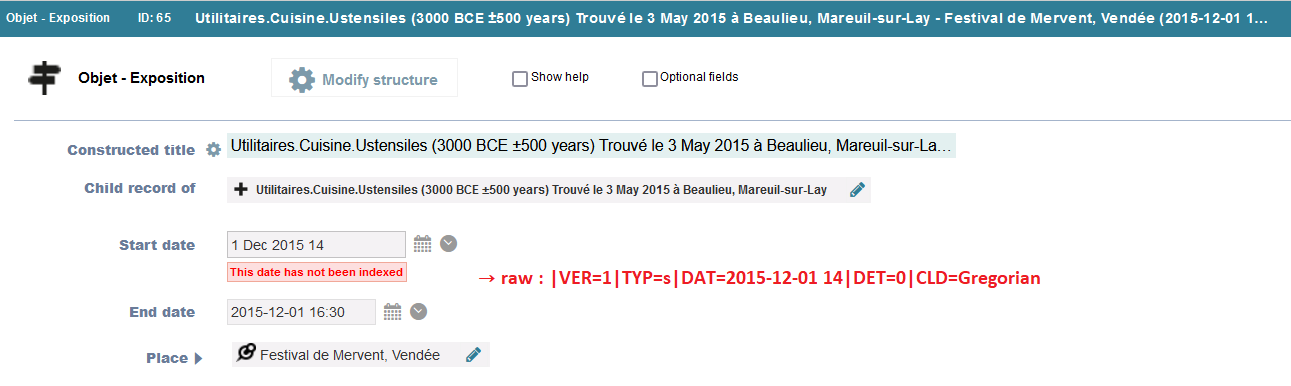 Objet - Exposition ID: 65 Utilitaires.Cuisine.Ustensiles (3000 BCE ±500 years) Trouvé le 3 May 2015 à Beaulieu, Mareuil-sur-Lay - Festival de Mervent, Vendée (2015-12-01 1...
Objet - Exposition Modify structure Show help Optional fields
Constructed title Utilitaires.Cuisine.Ustensiles (3000 BCE ±500 years) Trouvé le 3 May 2015 à Beaulieu, Mareuil-sur-La...
Child record of Utilitaires.Cuisine.Ustensiles (3000 BCE ±500 years) Trouvé le 3 May 2015 à Beaulieu, Mareuil-sur-Lay
Start date 1 Dec 2015 14
This date has not been indexed → raw : |VER=1|TYP=s|DAT=2015-12-01 14|DET=0|CLD=Gregorian
End date 2015-12-01 16:30
Place Festival de Mervent, Vendée